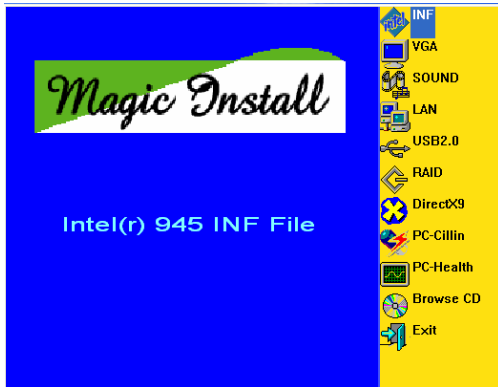 Magic Install
Intel(r) 945 INF File
intel
INF
VGA
SOUND
LAN
USB2.0
RAID
DirectX9
PC-Cillin
PC-Health
Browse CD
Exit